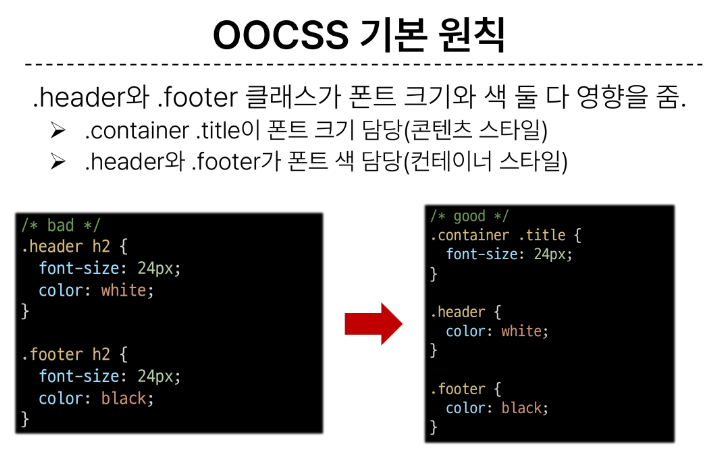 OOCSS 기본 원칙
.header와 .footer 클래스가 폰트 크기와 색 둘 다 영향을 줌.
➢ .container .title이 폰트 크기 담당(콘텐츠 스타일)
➢ .header와 .footer가 폰트 색 담당(컨테이너 스타일)
/* bad */
.header h2 {
  font-size: 24px;
  color: white;
}

.footer h2 {
  font-size: 24px;
  color: black;
}
/* good */
.container .title {
  font-size: 24px;
}

.header {
  color: white;
}

.footer {
  color: black;
}